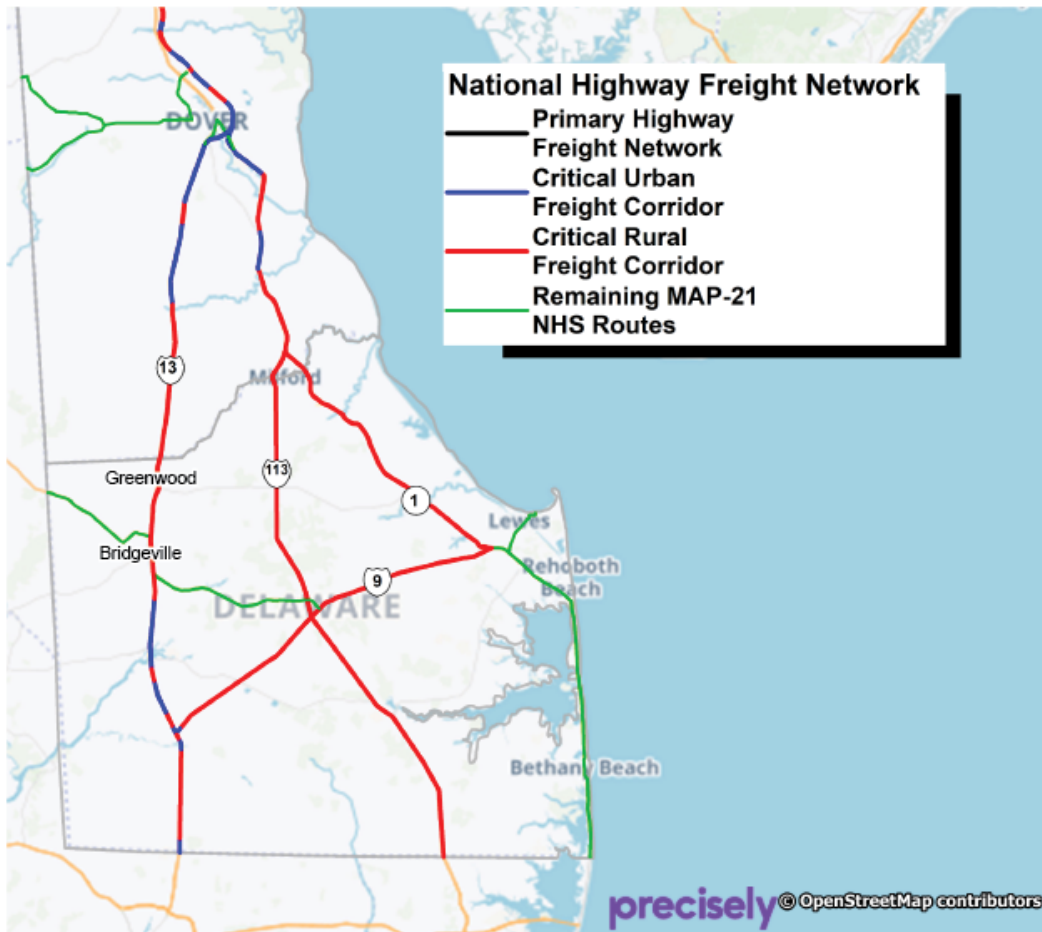 National Highway Freight Network
Primary Highway
Freight Network
Critical Urban
Freight Corridor
Critical Rural
Freight Corridor
Remaining MAP-21
NHS Routes
DOVER
13
Milford
Greenwood
113
1
Lewes
Bridgeville
Rehoboth
Beach
9
DELAWARE
Bethany Beach
precisely © OpenStreetMap contributors